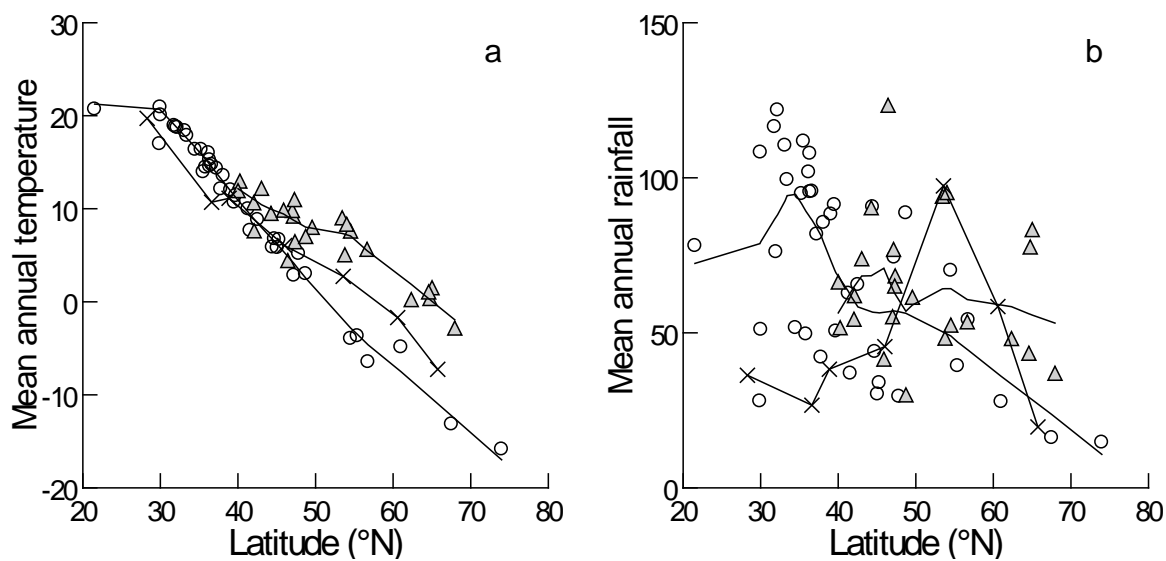 a
Mean annual temperature
30
20
10
0
-10
-20
20 30 40 50 60 70 80
Latitude (°N)
b
Mean annual rainfall
150
100
50
0
20 30 40 50 60 70 80
Latitude (°N)